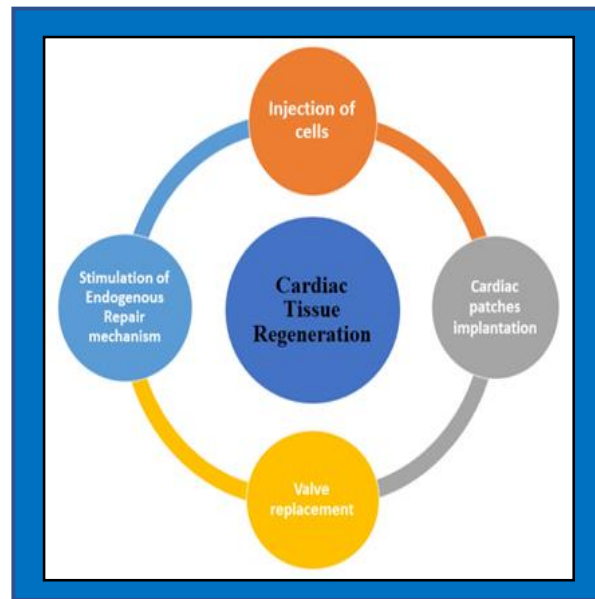 Injection of
cells
Stimulation of
Endogenous
Repair
mechanism
Cardiac
Tissue
Regeneration
Cardiac
patches
implantation
Valve
replacement